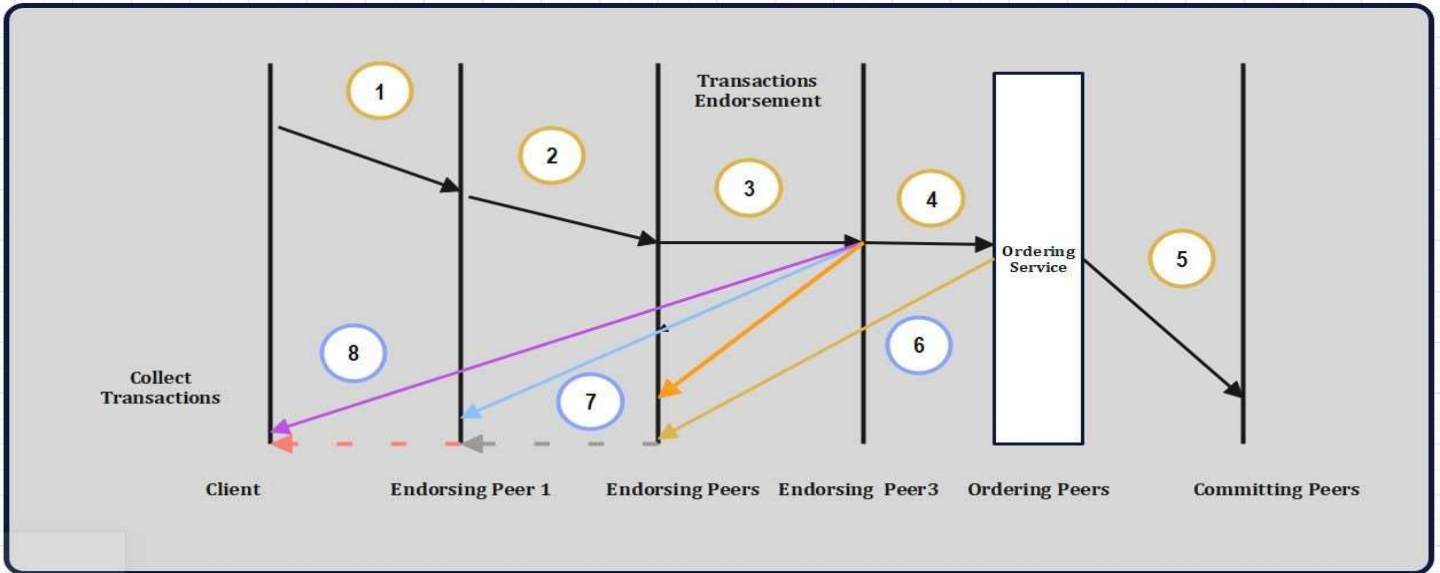 1
Transactions
Endorsement
2
3
4
Ordering
Service
5
6
8
Collect
Transactions
7
Client
Endorsing Peer 1
Endorsing Peers
Endorsing Peer3
Ordering Peers
Committing Peers